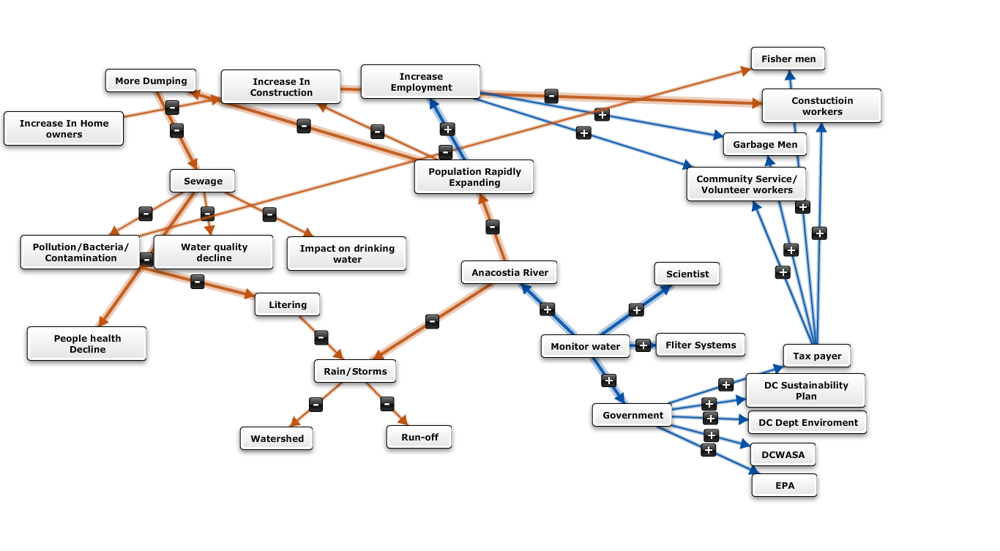 Fisher men
More Dumping
Increase In
Construction
Increase
Employment
Constuctioin
workers
Increase In Home
owners
Garbage Men
Sewage
Population Rapidly
Expanding
Community Service/
Volunteer workers
Pollution/Bacteria/
Contamination
Water quality
decline
Impact on drinking
water
Anacostia River
Scientist
Litering
People health
Decline
Monitor water
Fliter Systems
Tax payer
Rain/Storms
DC Sustainability
Plan
Government
DC Dept Enviroment
Watershed
Run-off
DCWASA
EPA